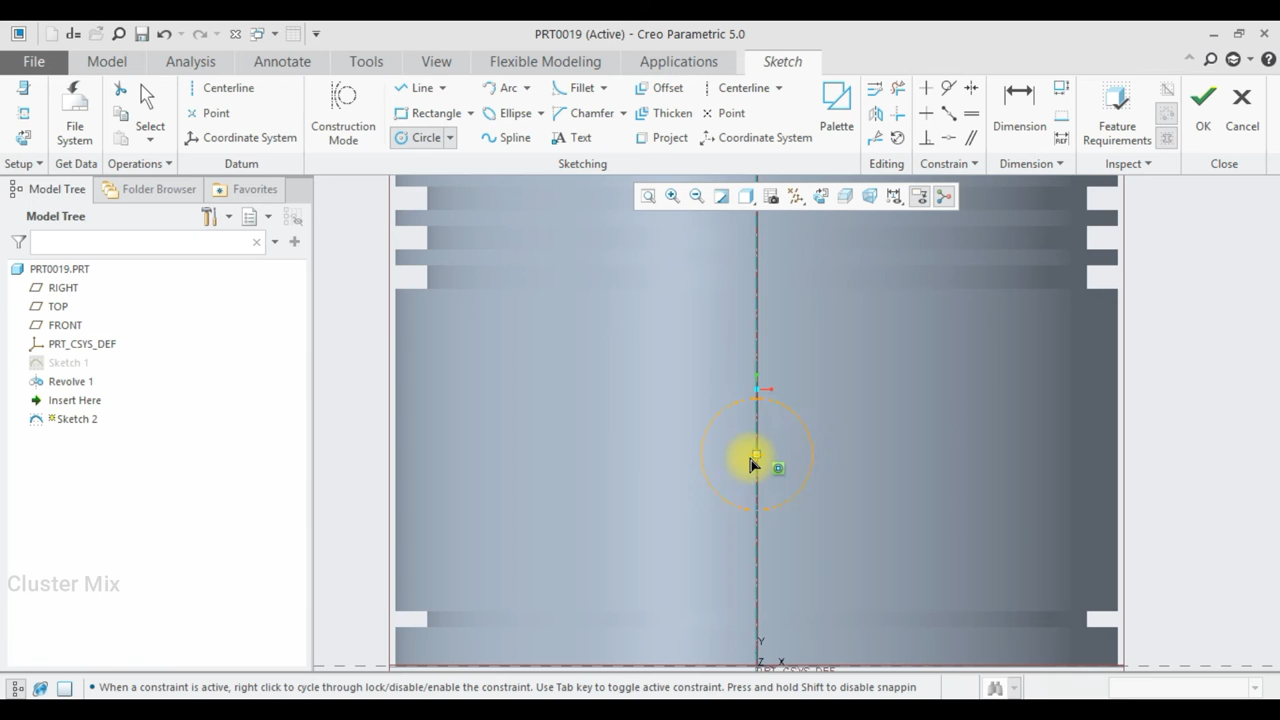 PRT0019 (Active) - Creo Parametric 5.0
File Model Analysis Annotate Tools View Flexible Modeling Applications Sketch
Centerline Line Arc Fillet Offset Centerline
File System Select Point Construction Mode Rectangle Ellipse Chamfer Thicken Point Palette Dimension Feature Requirements OK Cancel
Coordinate System Circle Spline Text Project Coordinate System
Setup Get Data Operations Datum Sketching Editing Constrain Dimension Inspect Close
Model Tree Folder Browser Favorites
Model Tree
PRT0019.PRT
RIGHT
TOP
FRONT
PRT_CSYS_DEF
Sketch 1
Revolve 1
Insert Here
Sketch 2
Cluster Mix
Y
Z X
PRT_CSYS_DEF
• When a constraint is active, right click to cycle through lock/disable/enable the constraint. Use Tab key to toggle active constraint. Press and hold Shift to disable snappin